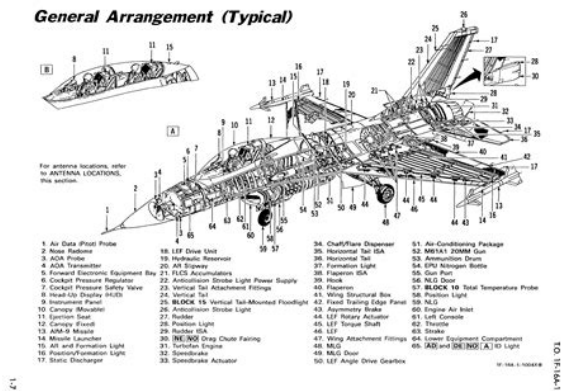 General Arrangement (Typical)
B
A
For antenna locations, refer
to ANTENNA LOCATIONS,
this section.
1. Air Data (Pitot) Probe
2. Nose Radome
3. AOA Probe
4. AOA Transmitter
5. Forward Electronic Equipment Bay
6. Cockpit Pressure Regulator
7. Cockpit Pressure Safety Valve
8. Head-Up Display (HUD)
9. Instrument Panel
10. Canopy (Movable)
11. Ejection Seat
12. Canopy (Fixed)
13. AIM-9 Missile
14. Missile Launcher
15. AR and Formation Light
16. Position/Formation Light
17. Static Discharger
18. LEF Drive Unit
19. Hydraulic Reservoir
20. AR Slipway
21. FLCS Accumulators
22. Anticollision Strobe Light Power Supply
23. Vertical Tail Attachment Fittings
24. Vertical Tail
25. BLOCK 15 Vertical Tail-Mounted Floodlight
26. Anticollision Strobe Light
27. Rudder
28. Position Light
29. Rudder ISA
30. NE NO Drag Chute Fairing
31. Turbofan Engine
32. Speedbrake
33. Speedbrake Actuator
34. Chaff/Flare Dispenser
35. Horizontal Tail ISA
36. Horizontal Tail
37. Formation Light
38. Flaperon ISA
39. Hook
40. Flaperon
41. Wing Structural Box
42. Fixed Trailing Edge Panel
43. Asymmetry Brake
44. LEF Rotary Actuator
45. LEF Torque Shaft
46. LEF
47. Wing Attachment Fittings
48. MLG
49. MLG Door
50. LEF Angle Drive Gearbox
51. Air-Conditioning Package
52. M61A1 20MM Gun
53. Ammunition Drum
54. EPU Nitrogen Bottle
55. Gun Port
56. NLG Door
57. BLOCK 10 Total Temperature Probe
58. Position Light
59. NLG
60. Engine Air Inlet
61. Left Console
62. Throttle
63. Strake
64. Lower Equipment Compartment
65. AD and DE NO A ID Light
T.O. 1F-16A-1
1-7